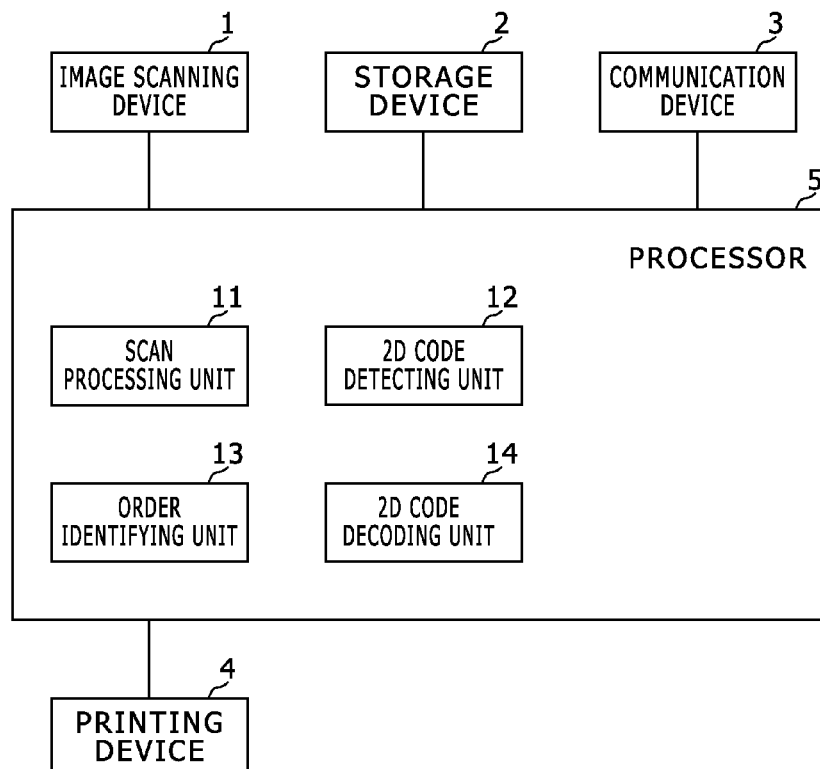 1
IMAGE SCANNING
DEVICE
2
STORAGE
DEVICE
3
COMMUNICATION
DEVICE
5
PROCESSOR
11
SCAN
PROCESSING UNIT
12
2D CODE
DETECTING UNIT
13
ORDER
IDENTIFYING UNIT
14
2D CODE
DECODING UNIT
4
PRINTING
DEVICE